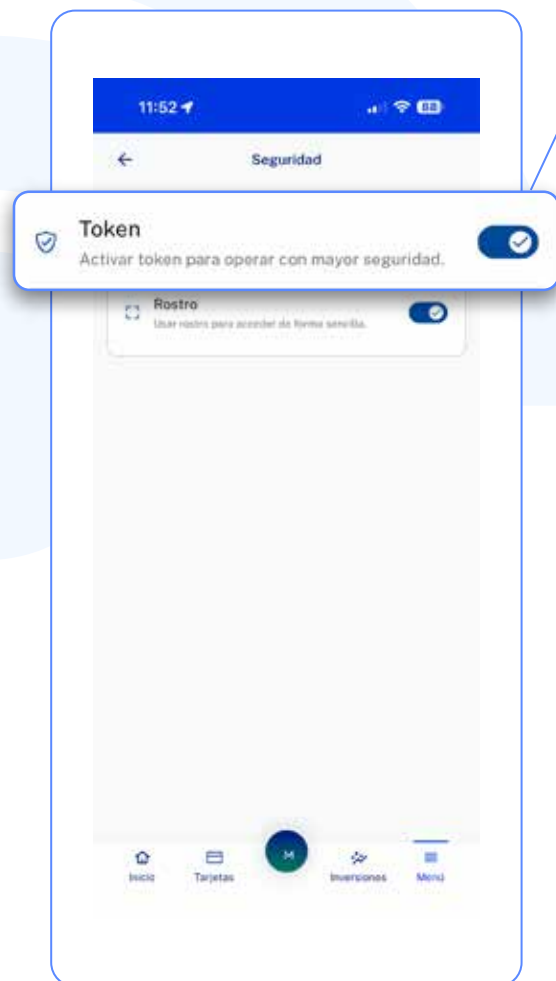 11:52
88
Seguridad
Token
Activar token para operar con mayor seguridad.
Rostro
Usar rostro para acceder de forma sencilla.
M
Inicio
Tarjetas
Inversiones
Menú